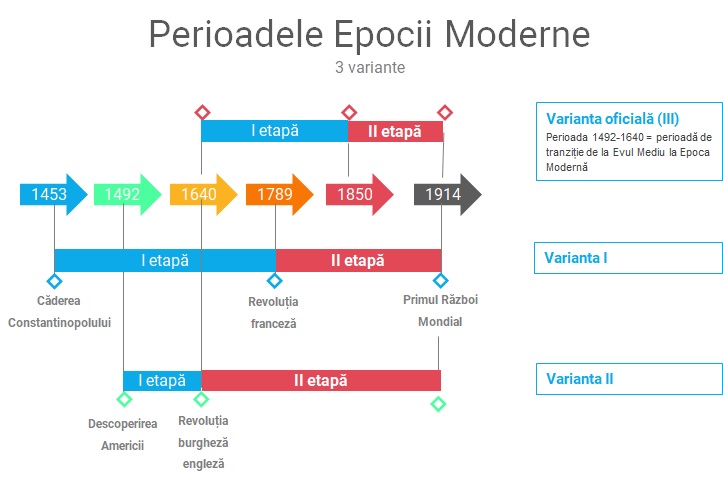 Perioadele Epocii Moderne
3 variante
I etapă
II etapă
Varianta oficială (III)
Perioada 1492-1640 = perioadă de
tranziție de la Evul Mediu la Epoca
Modernă
1453
1492
1640
1789
1850
1914
I etapă
II etapă
Varianta I
Căderea
Constantinopolului
Revoluția
franceză
Primul Război
Mondial
I etapă
II etapă
Varianta II
Descoperirea
Americii
Revoluția
burgheză
engleză